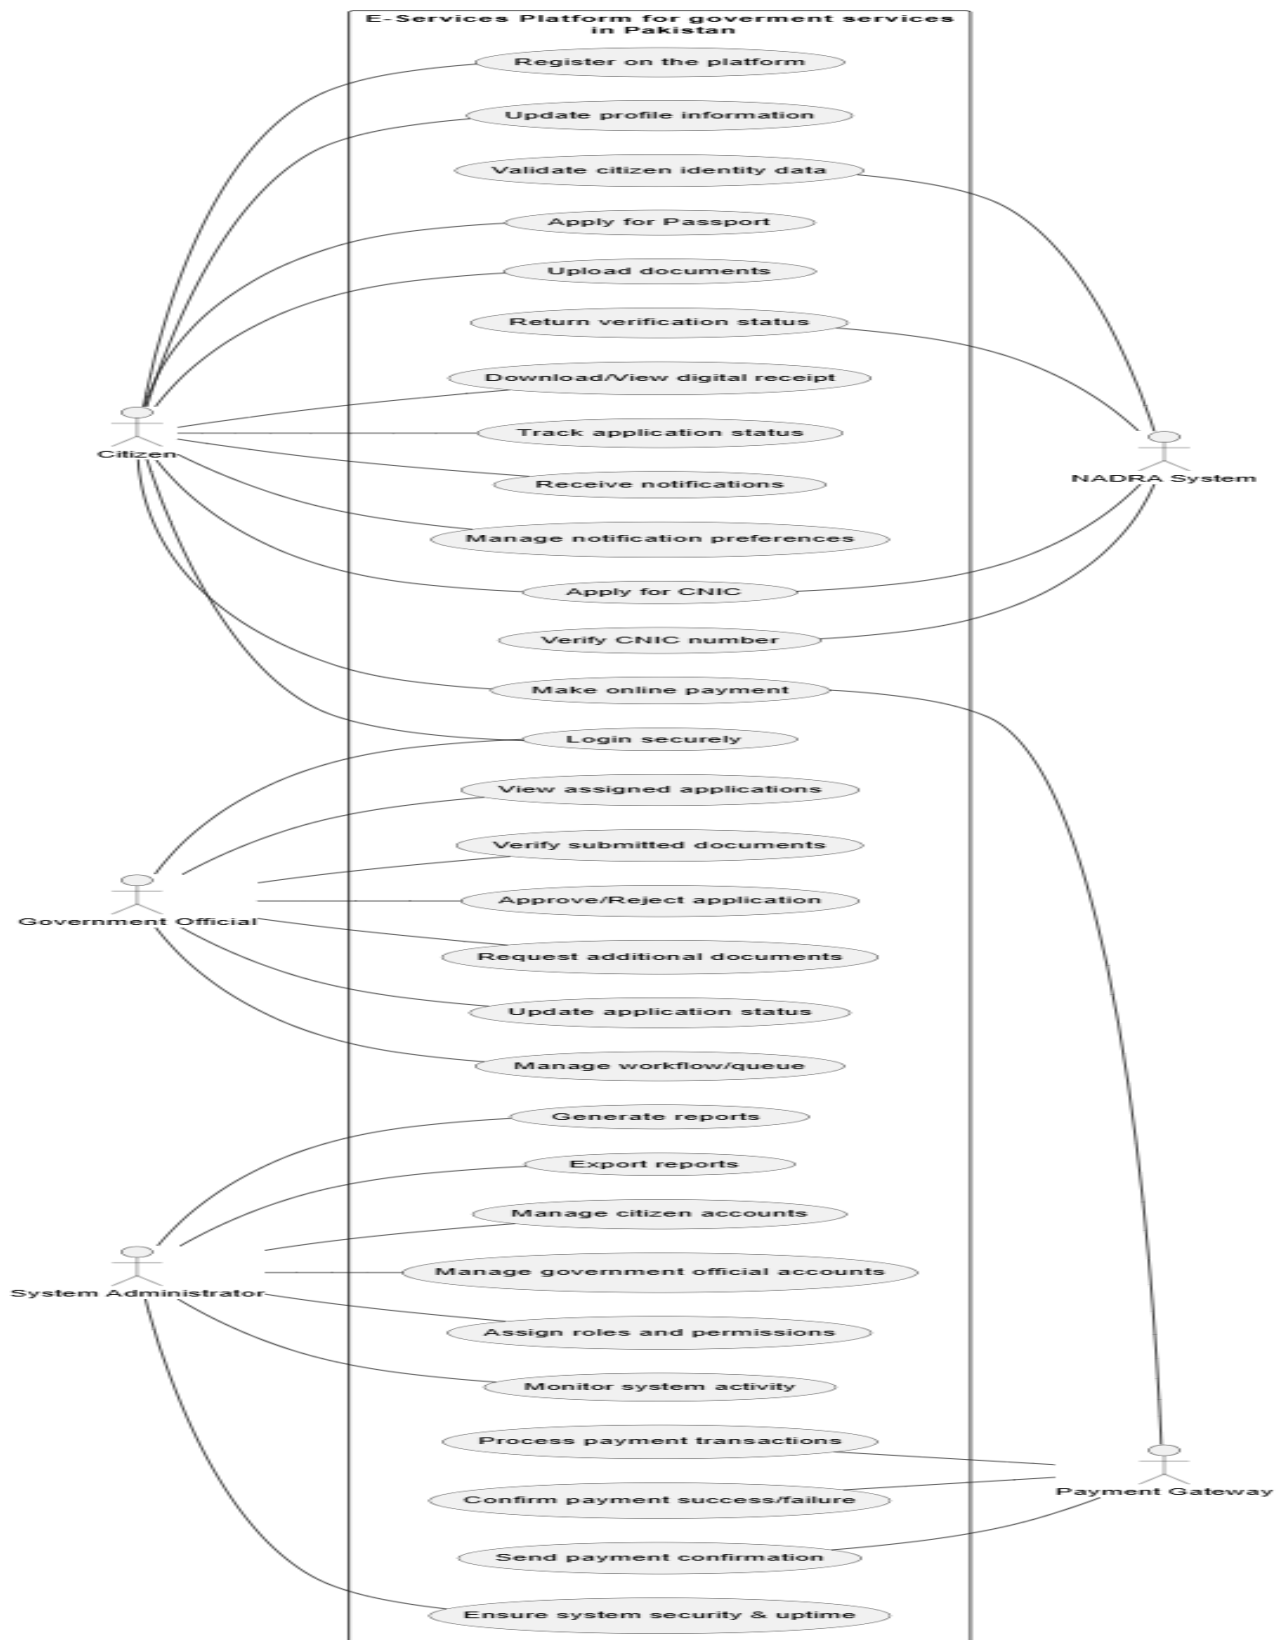 E-Services Platform for goverment services
in Pakistan
Register on the platform
Update profile information
Validate citizen identity data
Apply for Passport
Upload documents
Return verification status
Download/View digital receipt
Track application status
Citizen
Receive notifications
NADRA System
Manage notification preferences
Apply for CNIC
Verify CNIC number
Make online payment
Login securely
View assigned applications
Verify submitted documents
Approve/Reject application
Government Official
Request additional documents
Update application status
Manage workflow/queue
Generate reports
Export reports
Manage citizen accounts
Manage government official accounts
System Administrator
Assign roles and permissions
Monitor system activity
Process payment transactions
Confirm payment success/failure
Payment Gateway
Send payment confirmation
Ensure system security & uptime